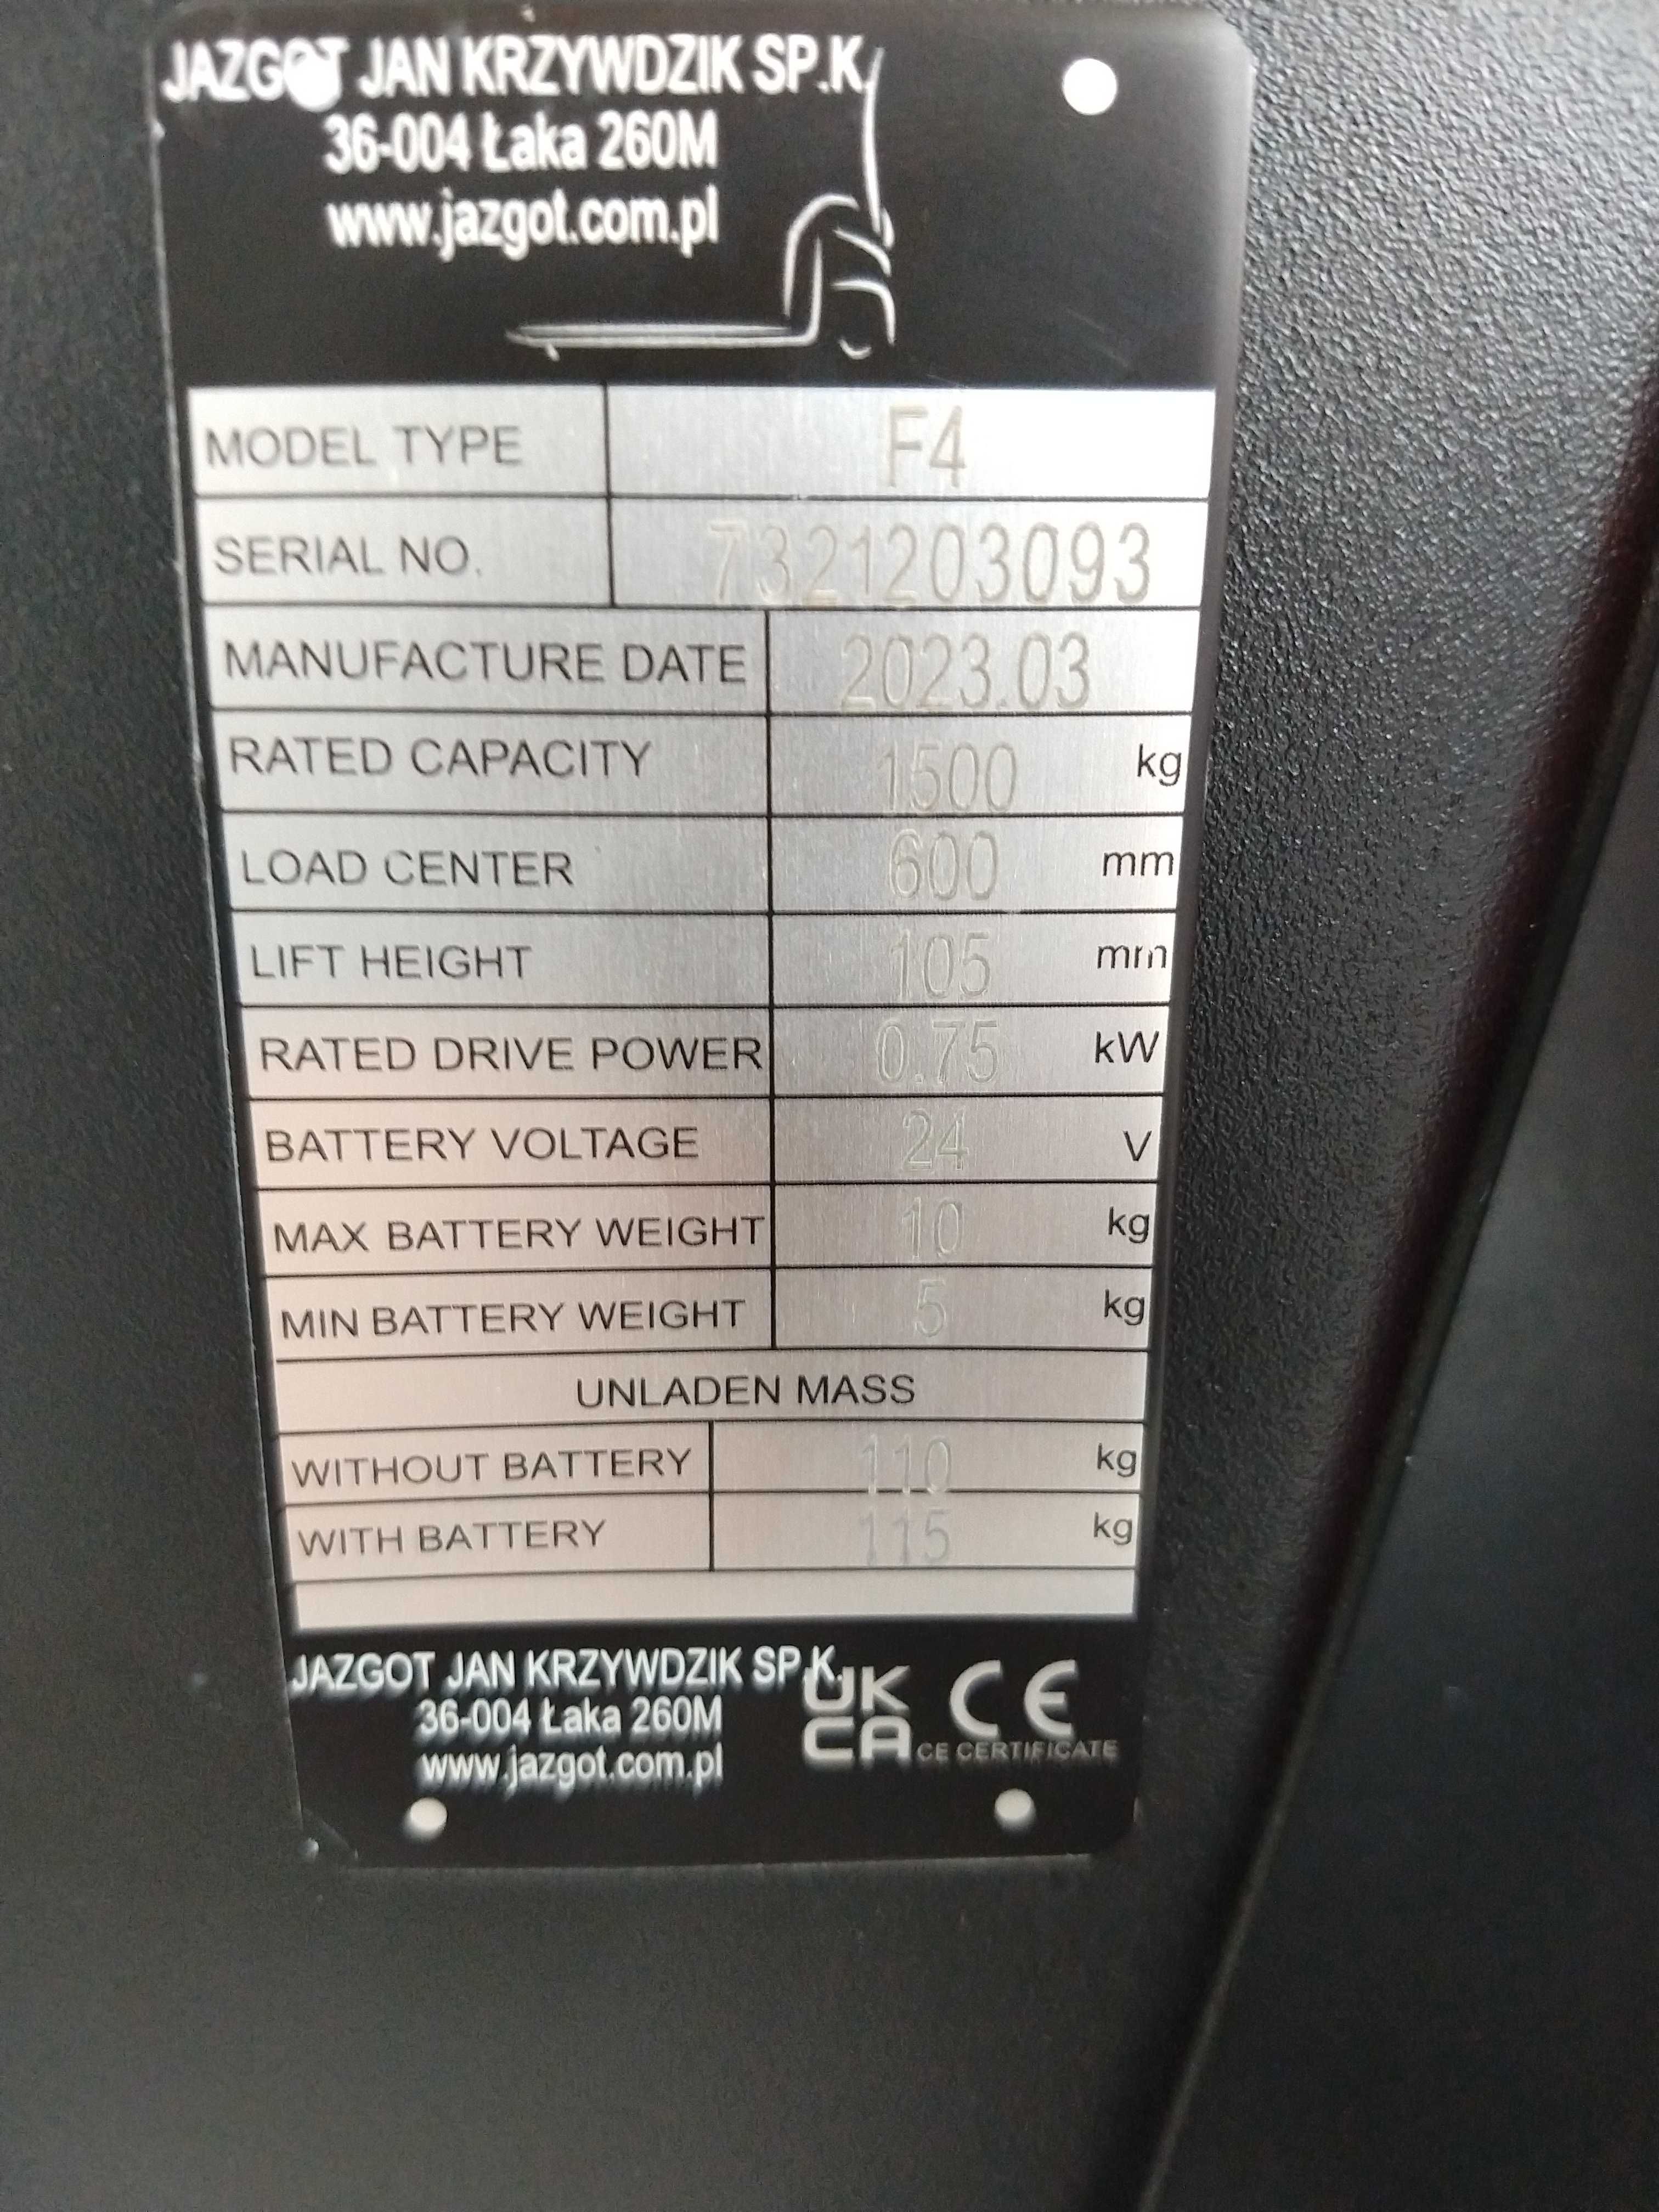 JAZGOT JAN KRZYWDZIK SP.K.
36-004 Łaka 260M
www.jazgot.com.pl
MODEL TYPE F4
SERIAL NO. 7321203093
MANUFACTURE DATE 2023.03
RATED CAPACITY 1500 kg
LOAD CENTER 600 mm
LIFT HEIGHT 105 mm
RATED DRIVE POWER 0.75 kW
BATTERY VOLTAGE 24 V
MAX BATTERY WEIGHT 10 kg
MIN BATTERY WEIGHT 5 kg
UNLADEN MASS
WITHOUT BATTERY 110 kg
WITH BATTERY 115 kg
JAZGOT JAN KRZYWDZIK SP.K.
36-004 Łaka 260M
www.jazgot.com.pl
UK
CA
CE
CE CERTIFICATE